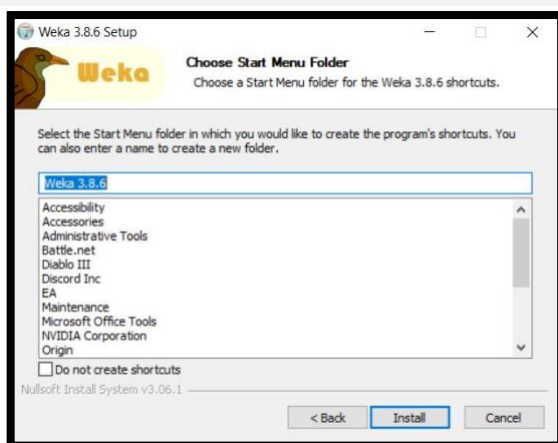 Weka 3.8.6 Setup
Weka
Choose Start Menu Folder
Choose a Start Menu folder for the Weka 3.8.6 shortcuts.
Select the Start Menu folder in which you would like to create the program's shortcuts. You
can also enter a name to create a new folder.
Weka 3.8.6
Accessibility
Accessories
Administrative Tools
Battle.net
Diablo III
Discord Inc
EA
Maintenance
Microsoft Office Tools
NVIDIA Corporation
Origin
Do not create shortcuts
Nullsoft Install System v3.06.1
< Back
Install
Cancel